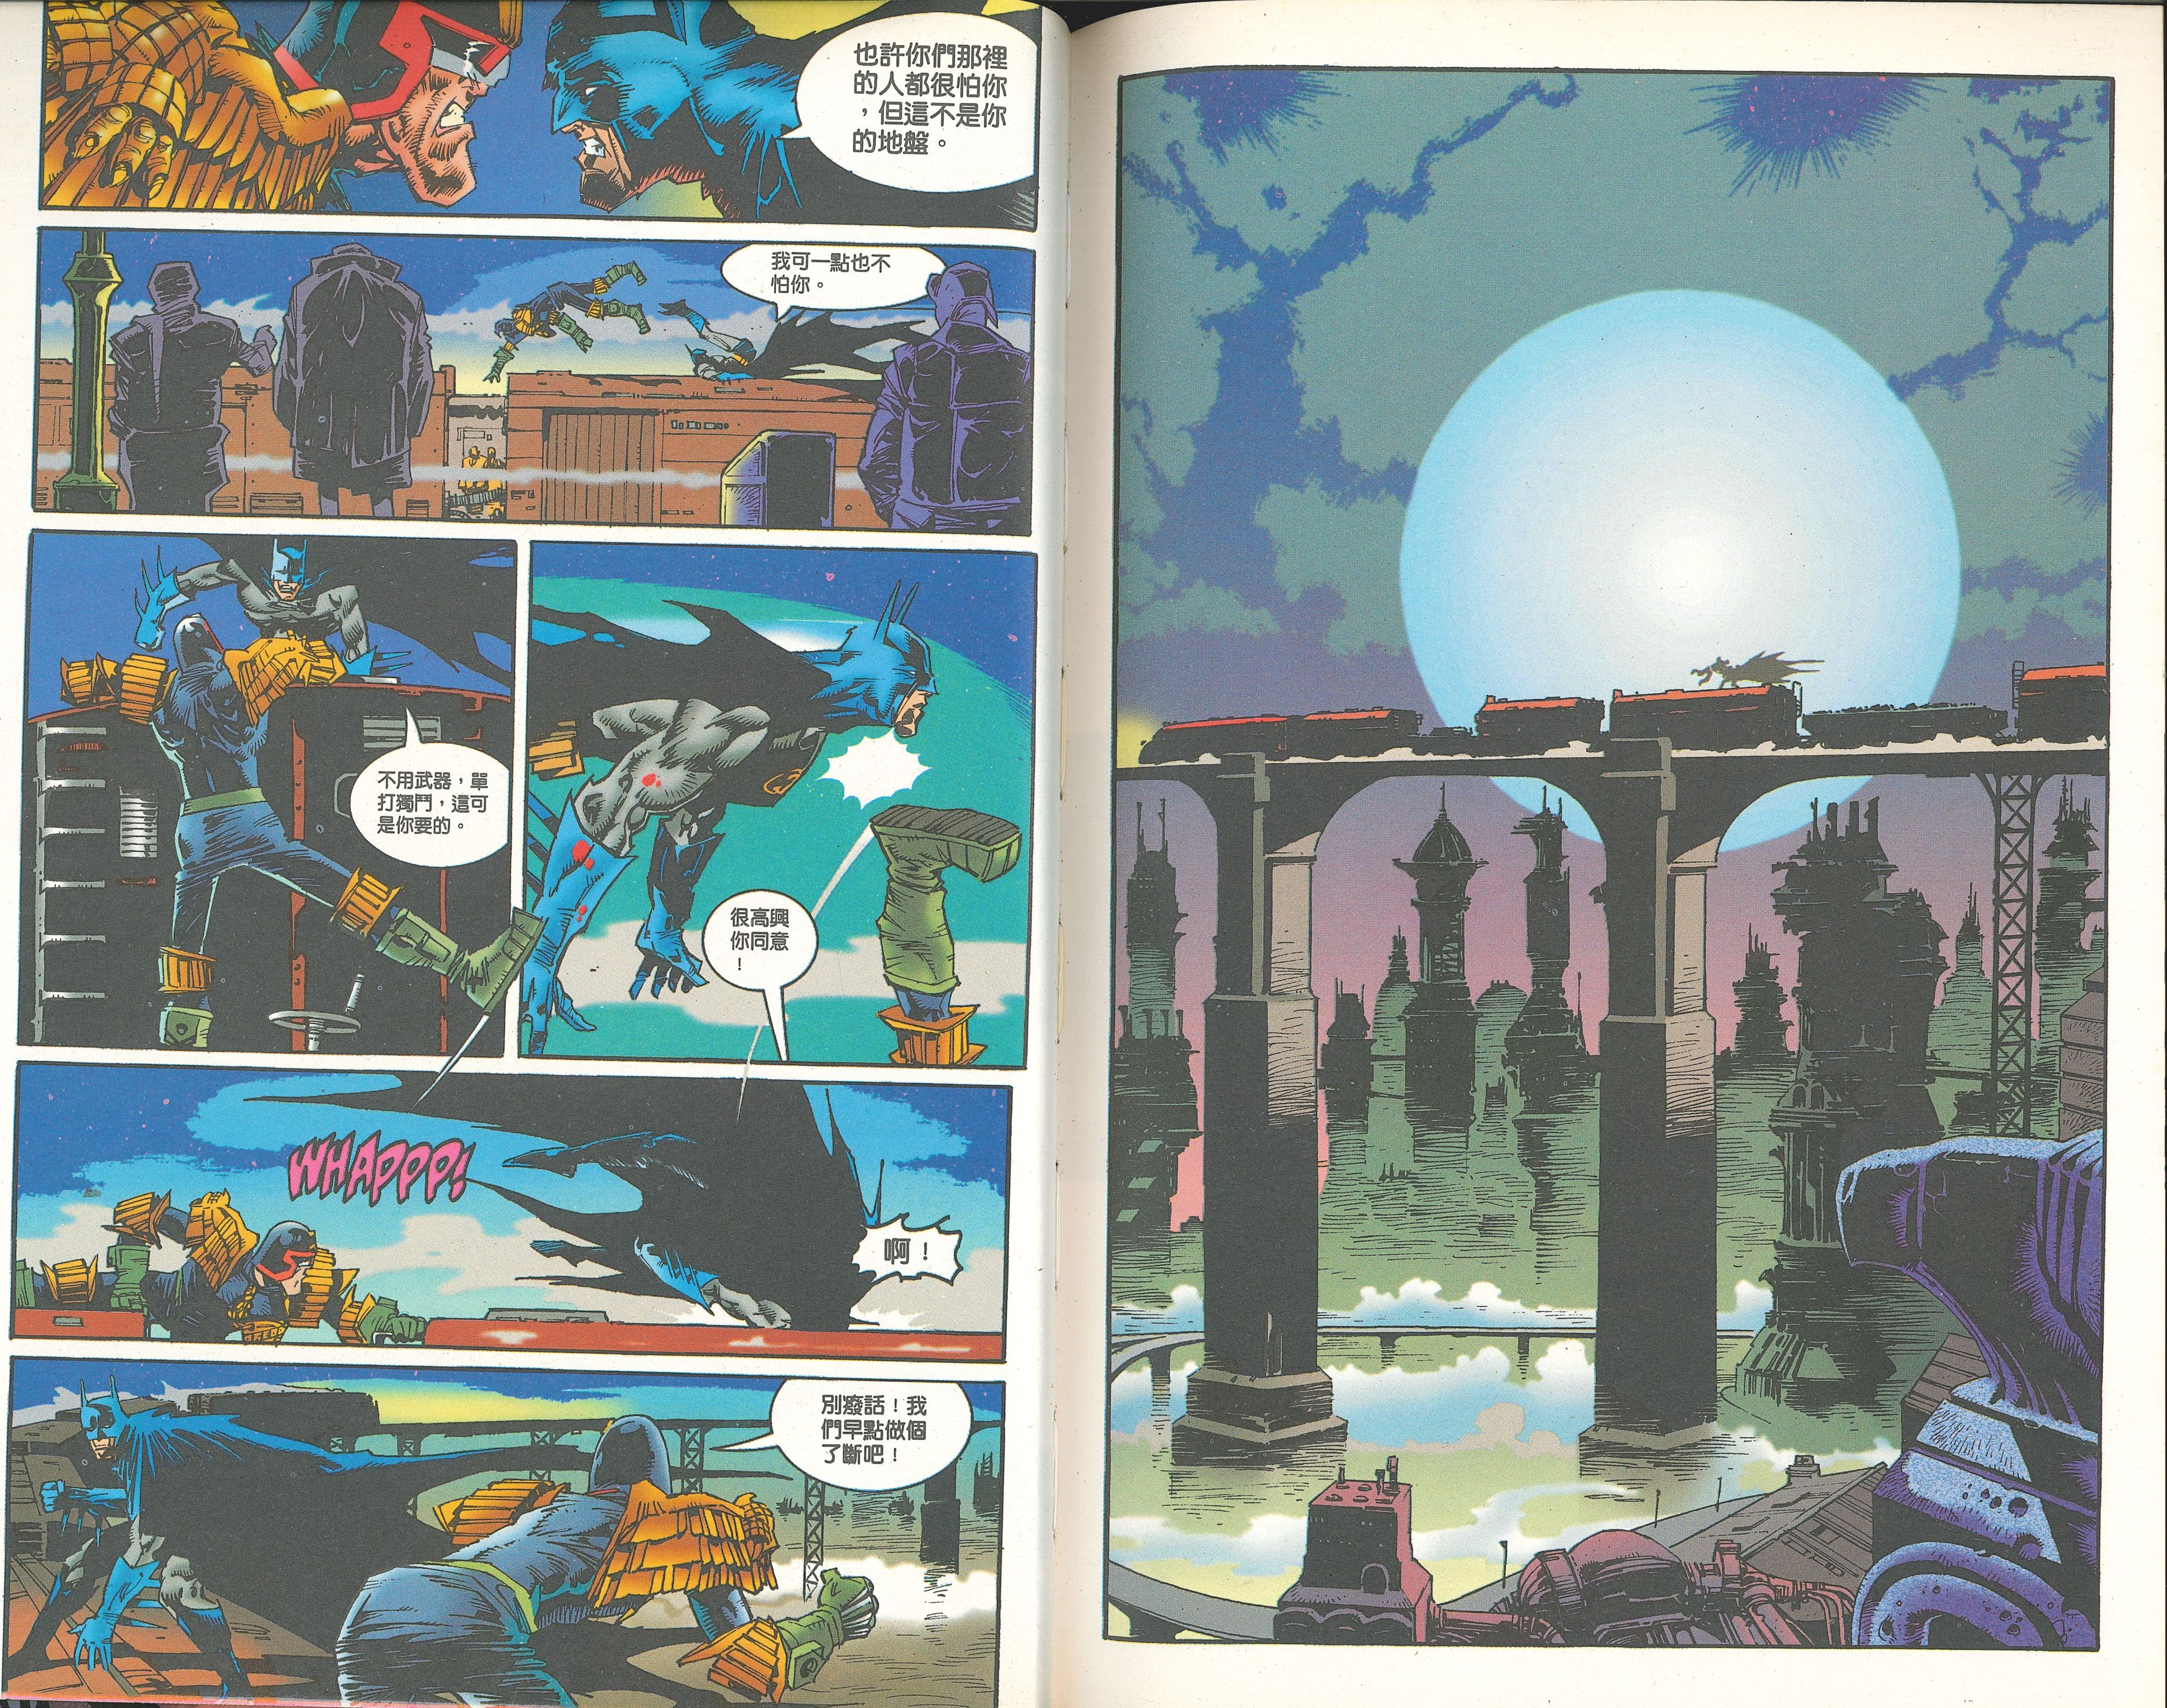 也許你們那裡
的人都很怕你
，但這不是你
的地盤。
我可一點也不
怕你。
不用武器，單
打獨鬥，這可
是你要的。
很高興
你同意
！
WHAPPP!
啊！
別癈話！我
們早點做個
了斷吧！